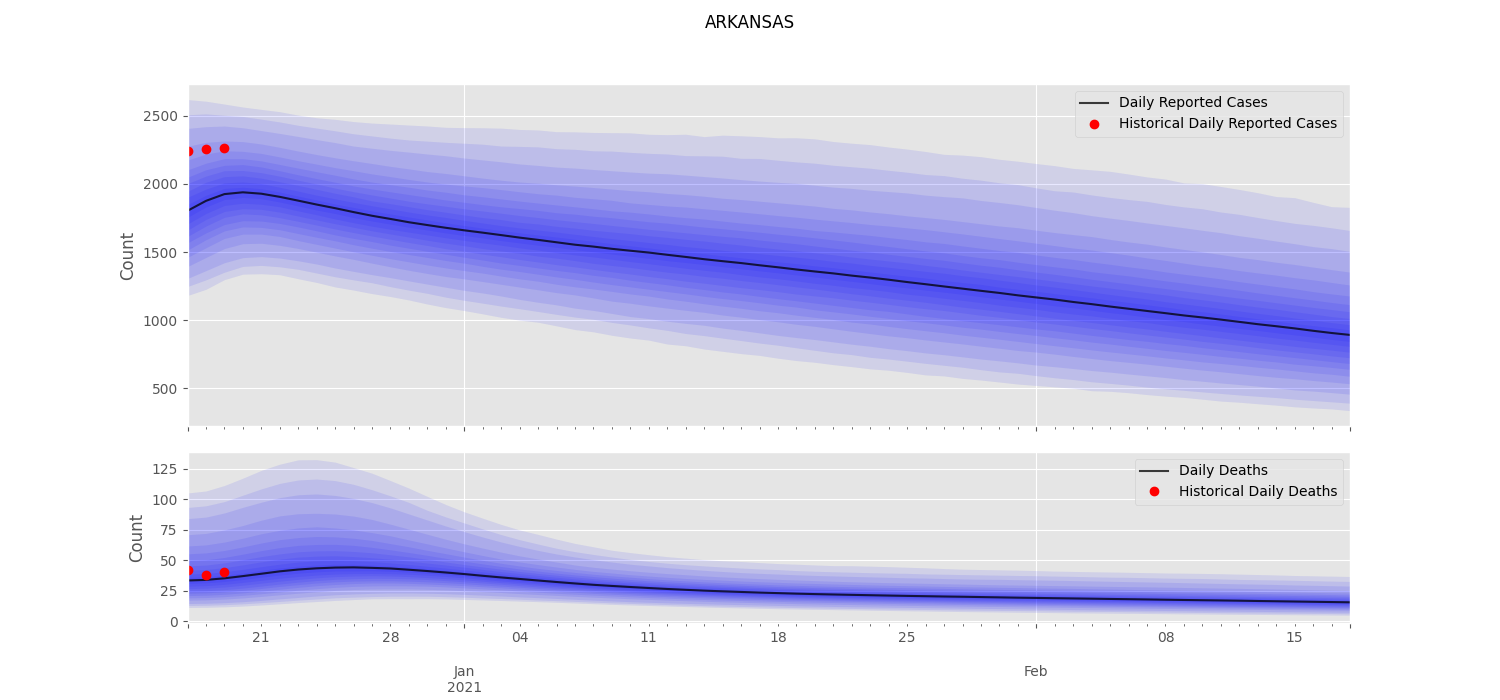 ARKANSAS
Daily Reported Cases
Historical Daily Reported Cases
2500
2000
1500
1000
500
Count
Daily Deaths
Historical Daily Deaths
125
100
75
50
25
0
Count
21 28 04 11 18 25 08 15
Jan Feb
2021